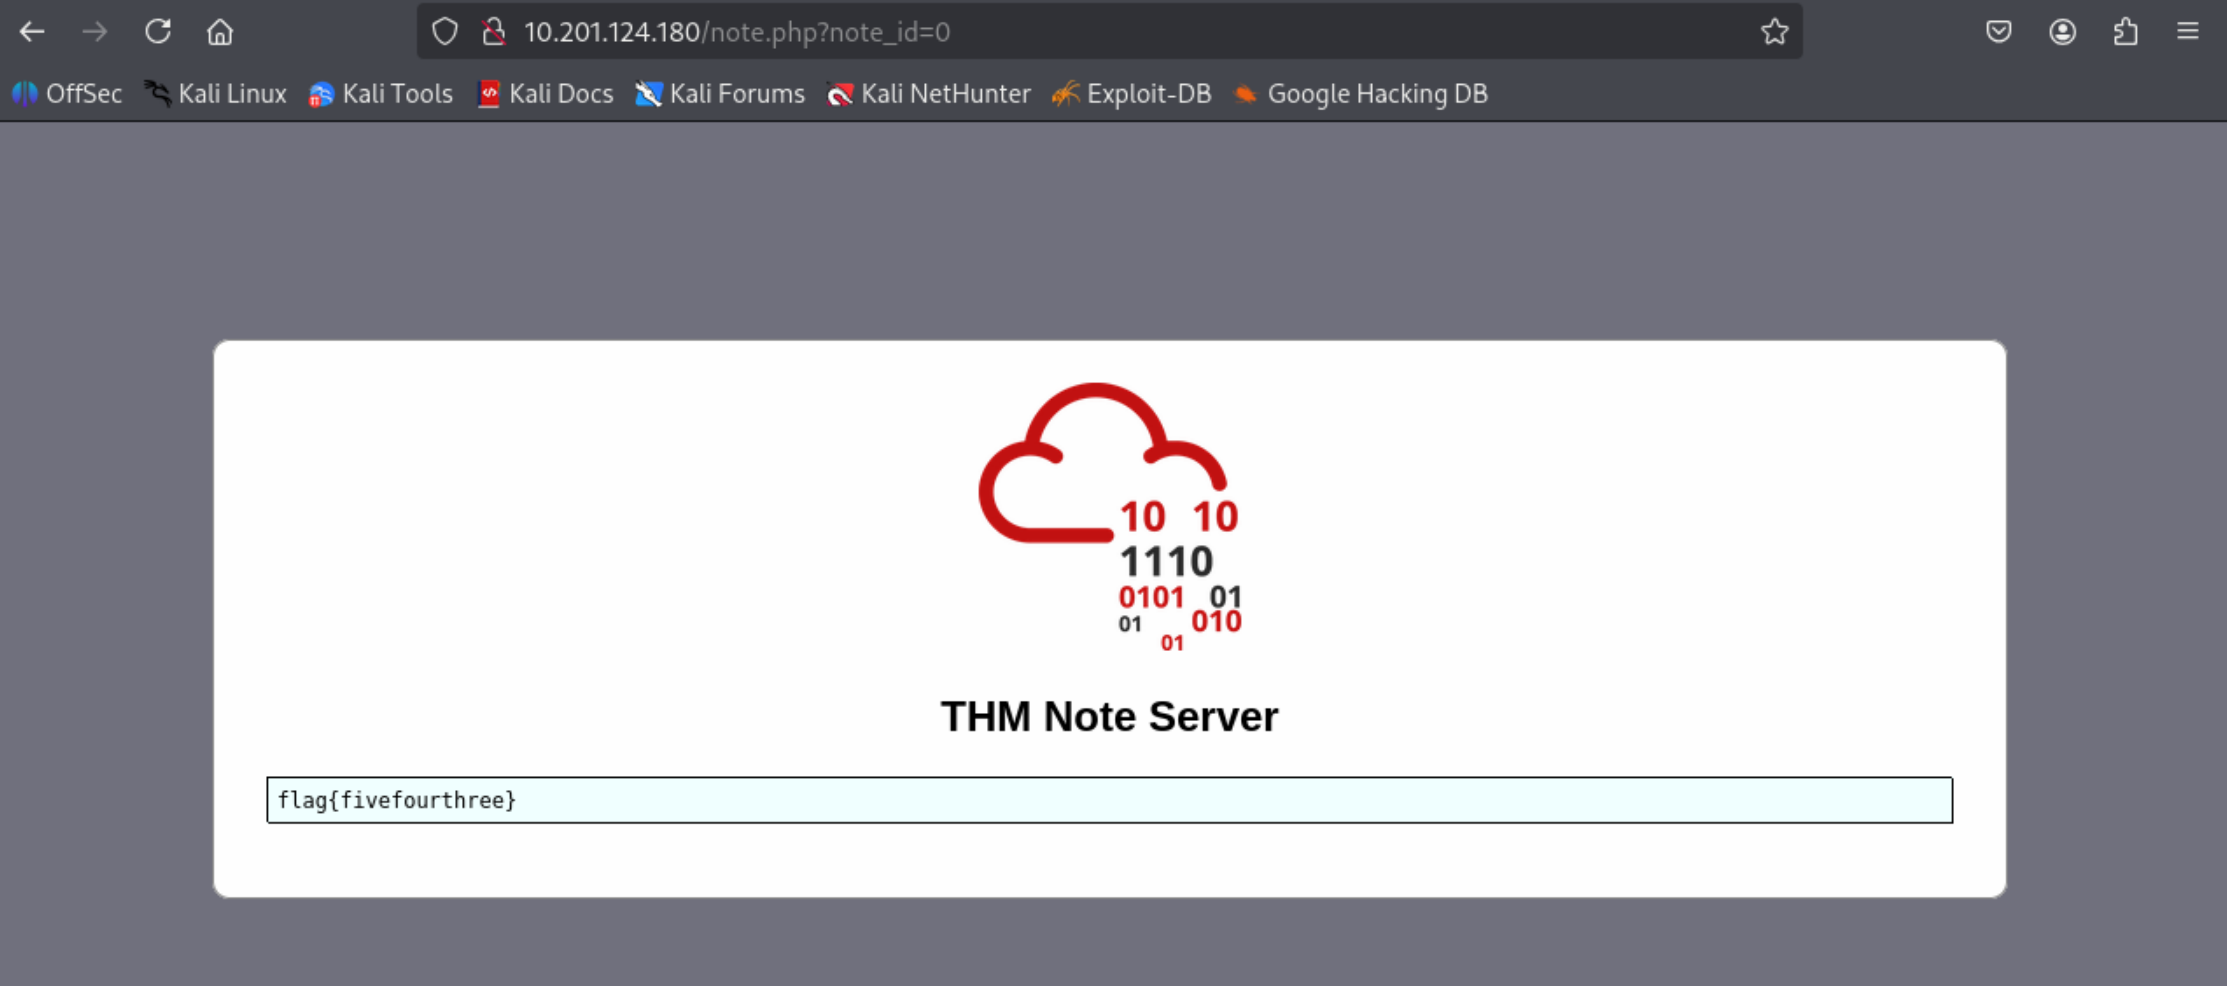 10.201.124.180/note.php?note_id=0
OffSec Kali Linux Kali Tools Kali Docs Kali Forums Kali NetHunter Exploit-DB Google Hacking DB
10 10
1110
0101 01
01 010
01
THM Note Server
flag{fivefourthree}